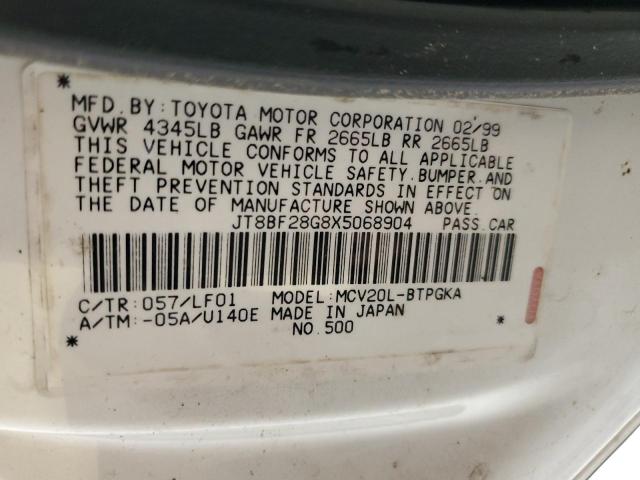 MFD. BY: TOYOTA MOTOR CORPORATION 02'99
GVWR 4345LB GAWR FR 2665LB RR 2665LB
THIS VEHICLE CONFORMS TO ALL APPLICABLE
FEDERAL MOTOR VEHICLE SAFETY, BUMPER, AND
THEFT PREVENTION STANDARDS IN EFFECT ON
THE DATE OF MANUFACTURE SHOWN ABOVE.
JT8BF28G8X5068904 PASS. CAR
C/TR: 057/LF01 MODEL: MCV20L-BTPGKA
A/TM: -05A/U140E MADE IN JAPAN
NO. 500